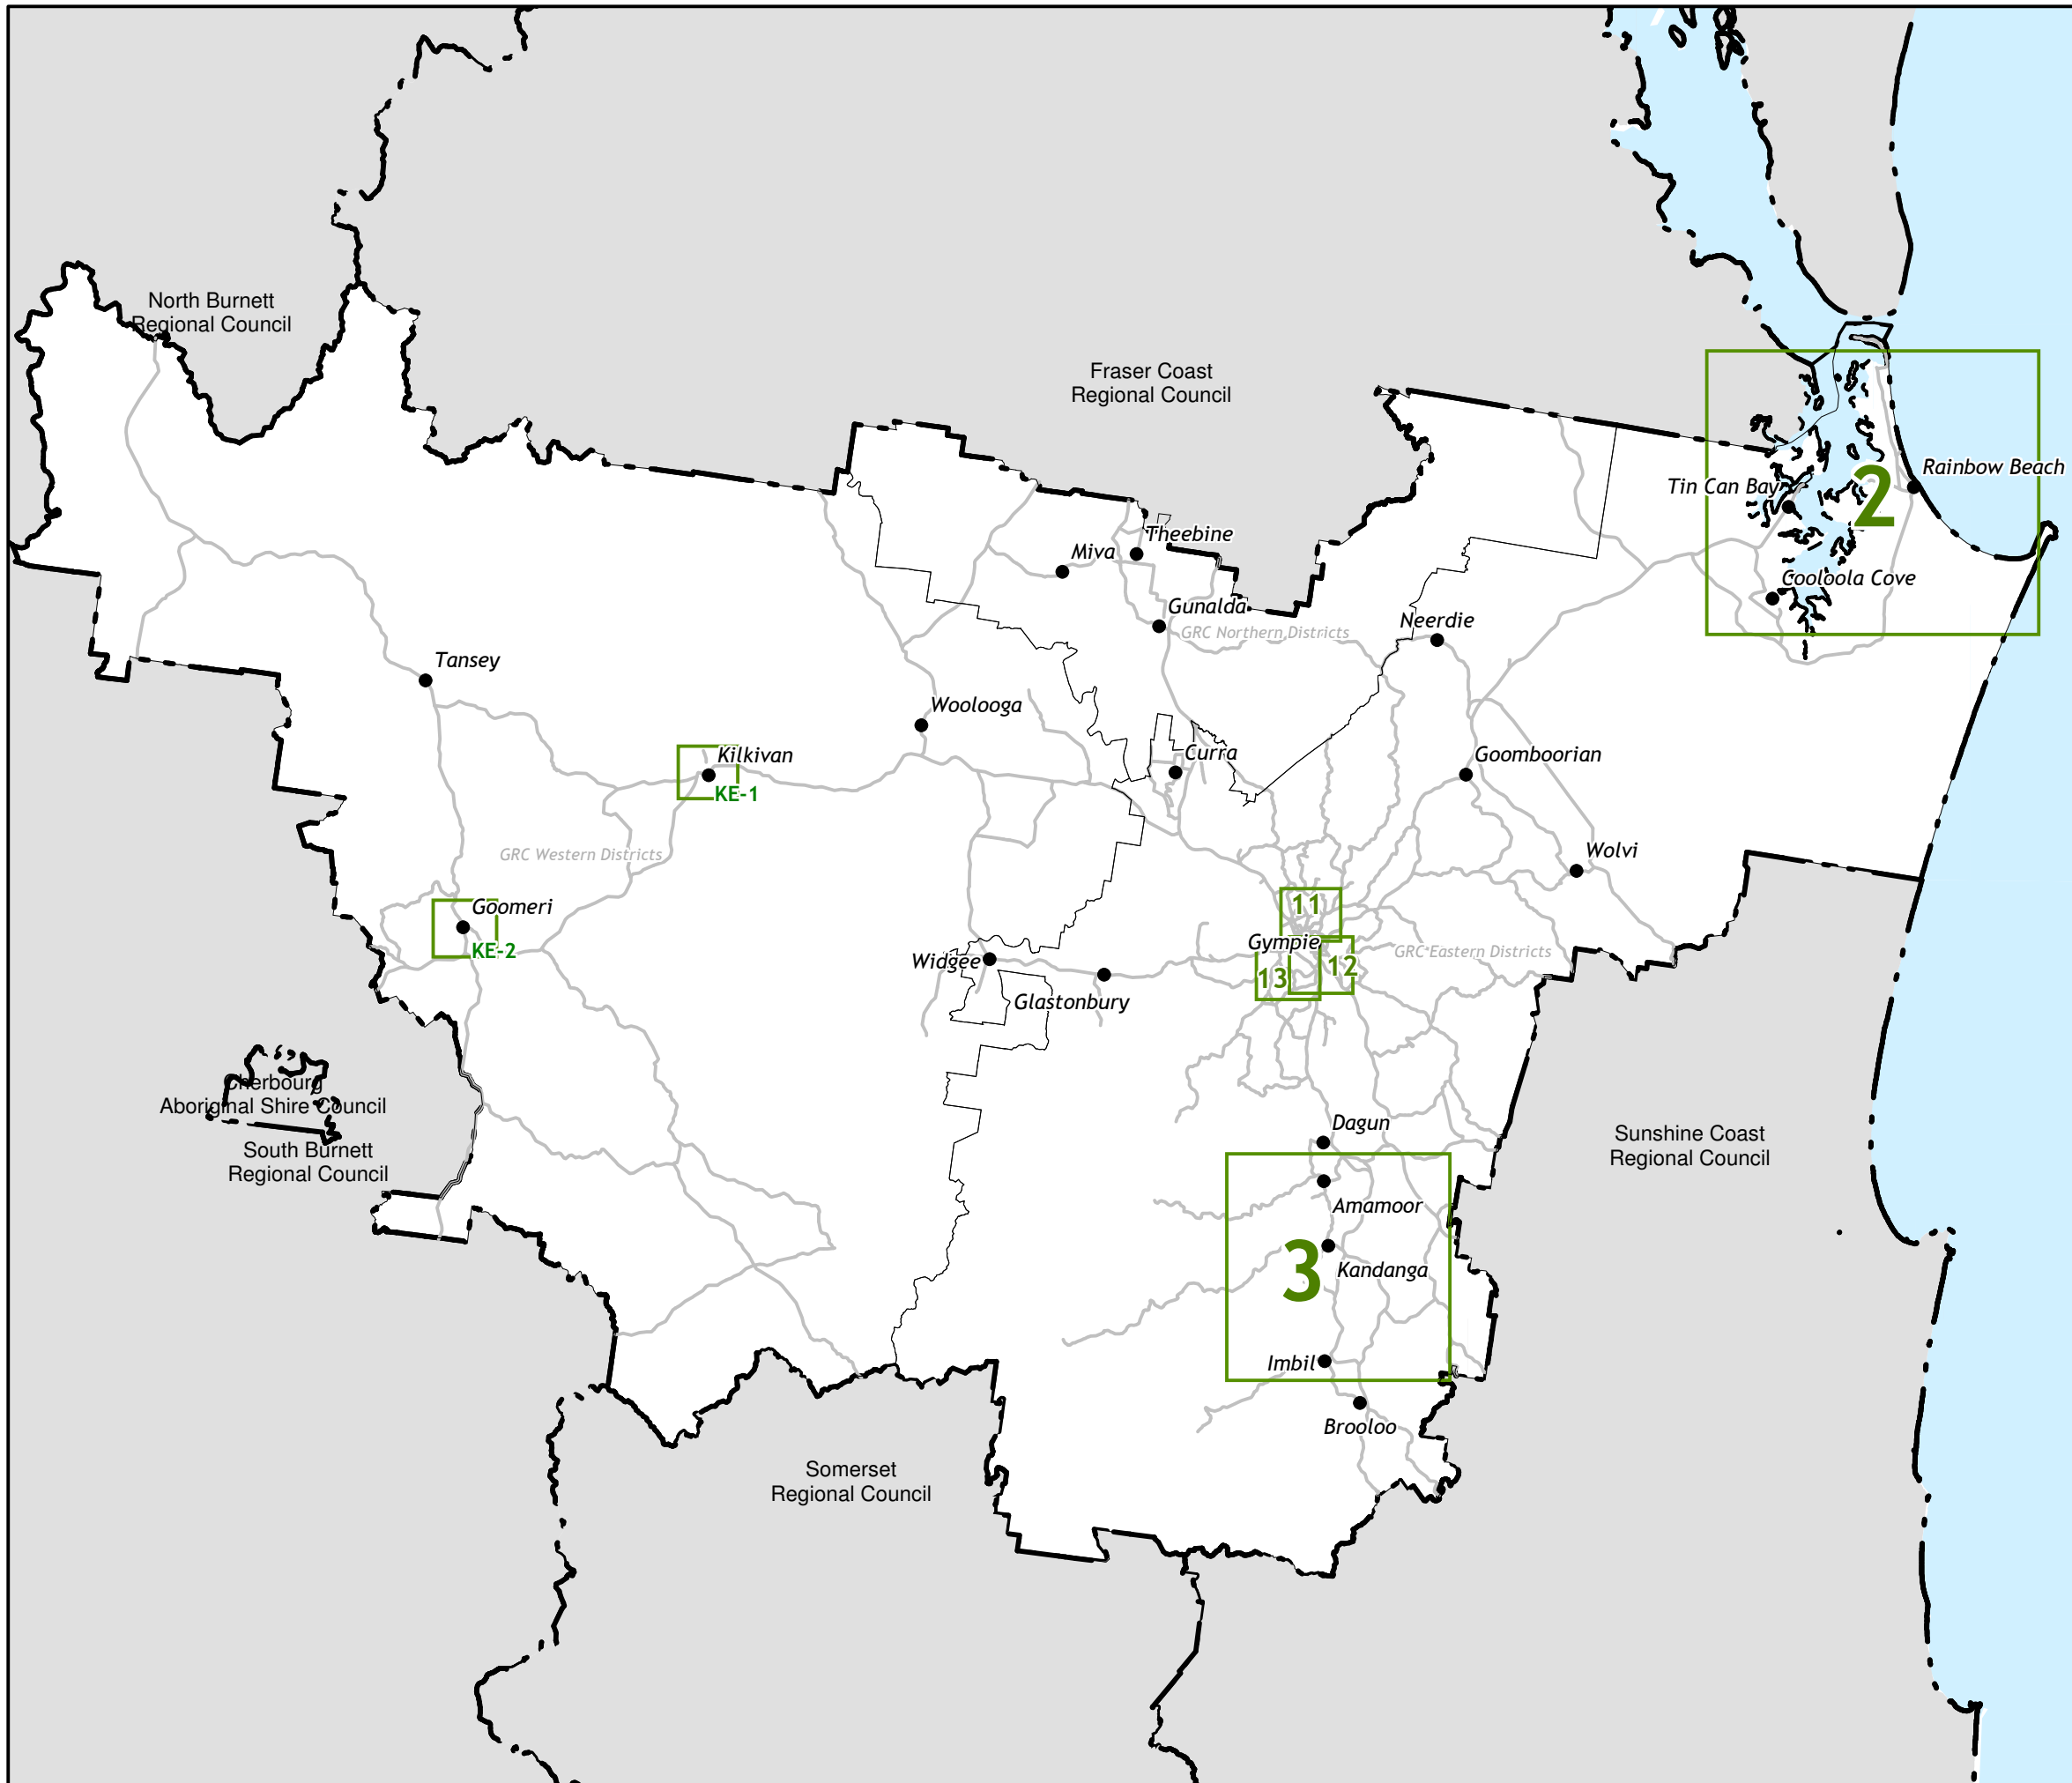 North Burnett
Regional Council
Fraser Coast
Regional Council
Rainbow Beach
Tin Can Bay
2
Theebine
Miva
Cooloola Cove
Gunalda
Neerdie
GRC Northern Districts
Tansey
Woolooga
Kilkivan
Curra
Goomboorian
KE-1
GRC Western Districts
Wolvi
Goomeri
11
KE-2
Gympie
GRC Eastern Districts
Widgee
12
13
Glastonbury
Cherbourg
Aboriginal Shire Council
Dagun
South Burnett
Regional Council
Sunshine Coast
Regional Council
Amamoor
3
Kandanga
Imbil
Brooloo
Somerset
Regional Council